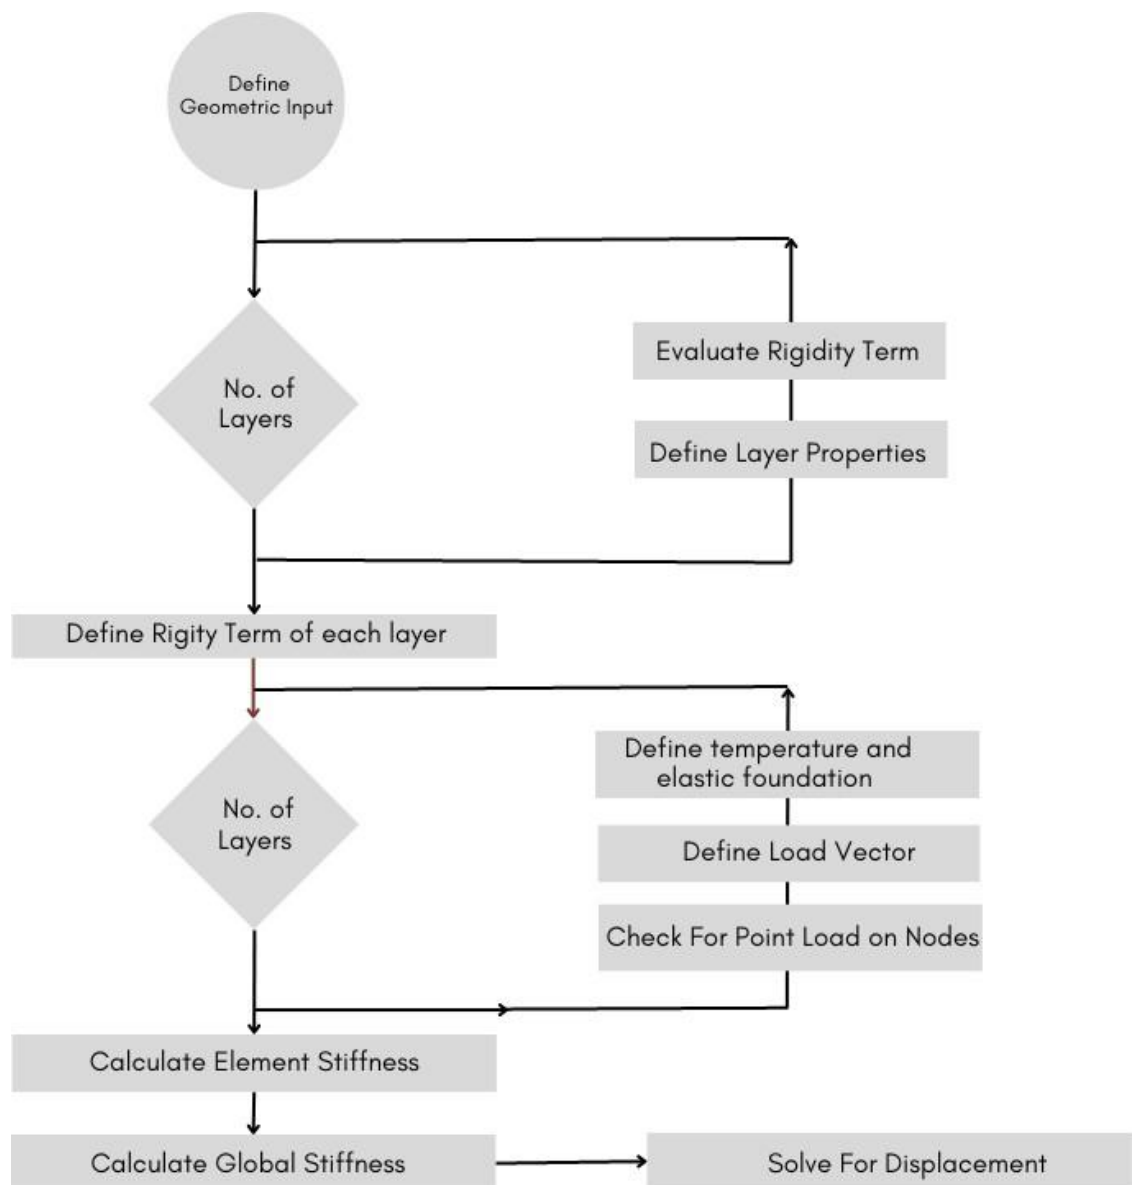 Define
Geometric Input
Evaluate Rigidity Term
No. of
Layers
Define Layer Properties
Define Rigity Term of each layer
Define temperature and
elastic foundation
No. of
Layers
Define Load Vector
Check For Point Load on Nodes
Calculate Element Stiffness
Calculate Global Stiffness
Solve For Displacement